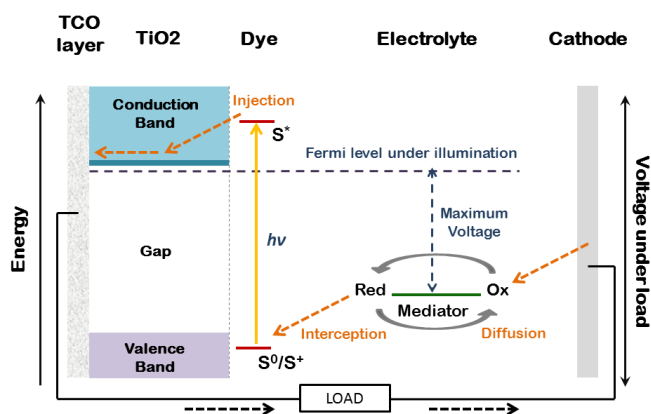 TCO
layer
TiO2
Dye
Electrolyte
Cathode
Conduction
Band
Injection
S*
Fermi level under illumination
Energy
Voltage under load
Maximum
Voltage
hν
Gap
Red
Ox
Mediator
Interception
Diffusion
Valence
Band
S⁰/S⁺
LOAD